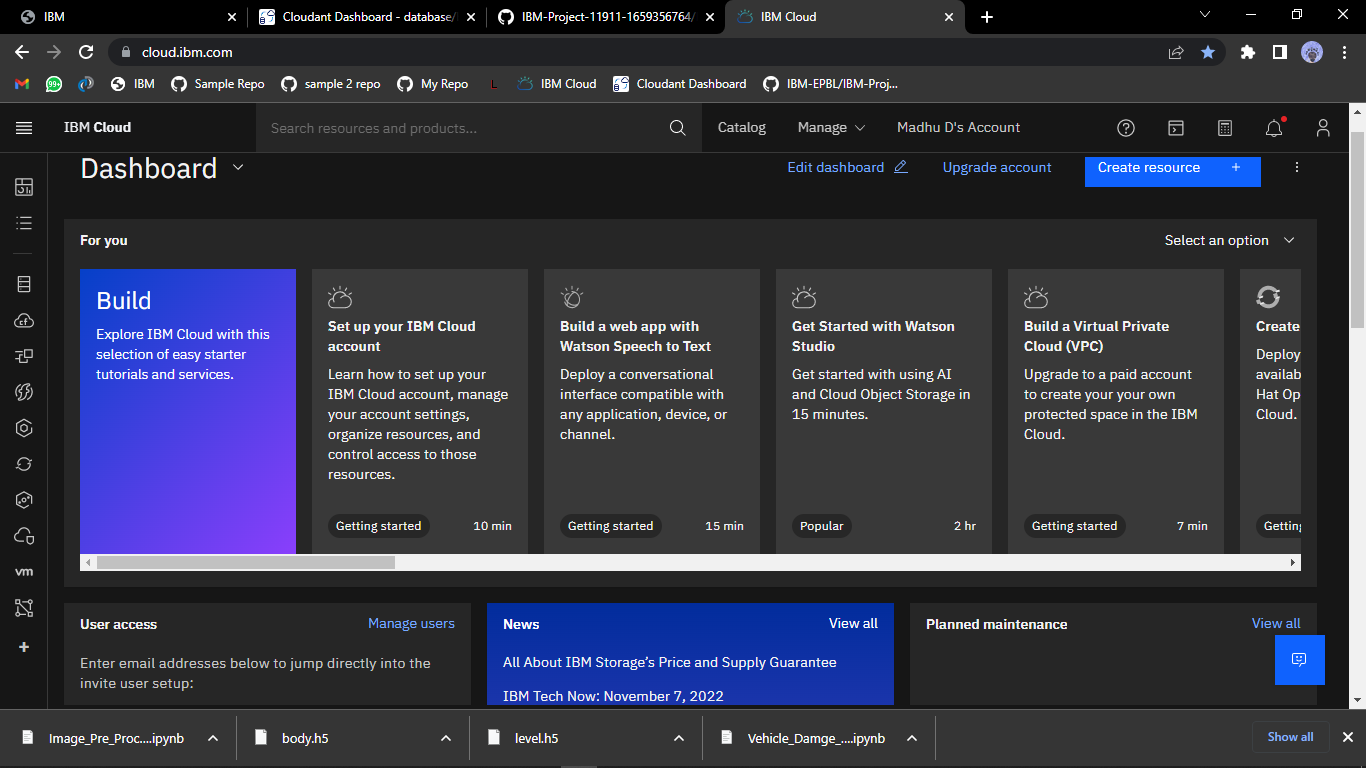 IBM
Cloudant Dashboard - database/
IBM-Project-11911-1659356764/
IBM Cloud
cloud.ibm.com
99+
IBM
Sample Repo
sample 2 repo
My Repo
L
IBM Cloud
Cloudant Dashboard
IBM-EPBL/IBM-Proj...
IBM Cloud
Search resources and products...
Catalog
Manage
Madhu D's Account
Dashboard
Edit dashboard
Upgrade account
Create resource +
For you
Select an option
Build
Explore IBM Cloud with this
selection of easy starter
tutorials and services.
Set up your IBM Cloud
account
Learn how to set up your
IBM Cloud account, manage
your account settings,
organize resources, and
control access to those
resources.
Getting started
10 min
Build a web app with
Watson Speech to Text
Deploy a conversational
interface compatible with
any application, device, or
channel.
Getting started
15 min
Get Started with Watson
Studio
Get started with using AI
and Cloud Object Storage in
15 minutes.
Popular
2 hr
Build a Virtual Private
Cloud (VPC)
Upgrade to a paid account
to create your your own
protected space in the IBM
Cloud.
Getting started
7 min
Create
Deploy
availab
Hat Op
Cloud.
Getting
vm
User access
Manage users
Enter email addresses below to jump directly into the
invite user setup:
News
View all
All About IBM Storage's Price and Supply Guarantee
IBM Tech Now: November 7, 2022
Planned maintenance
View all
Image_Pre_Proc....ipynb
body.h5
level.h5
Vehicle_Damge_....ipynb
Show all